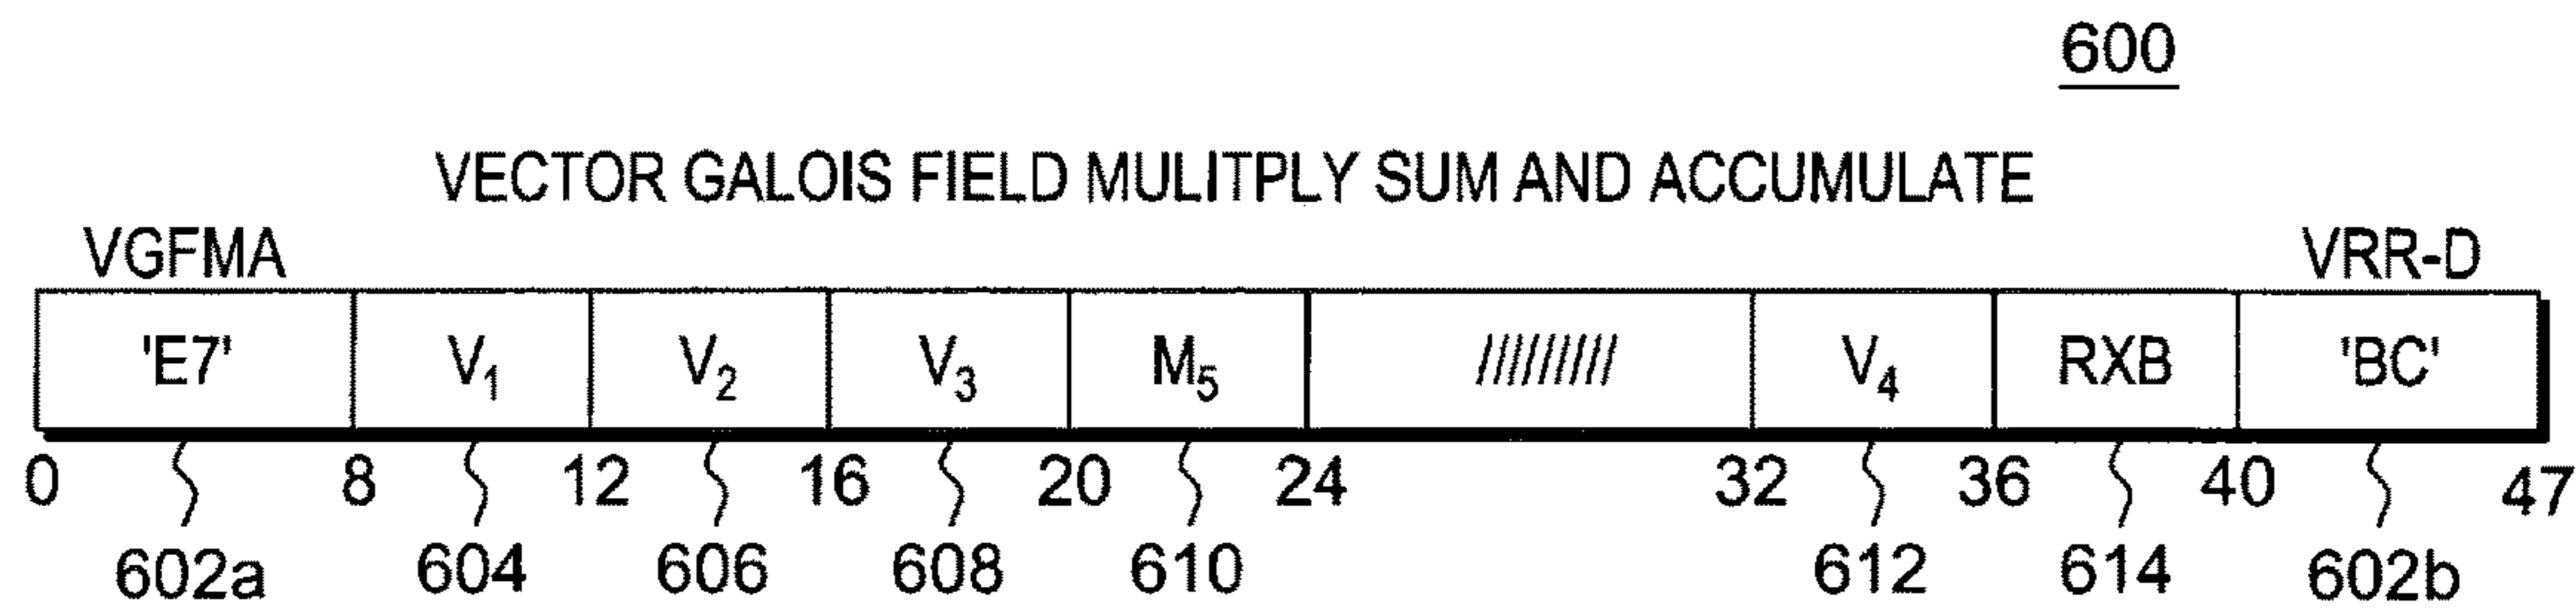 600
VECTOR GALOIS FIELD MULITPLY SUM AND ACCUMULATE
VGFMA VRR-D
'E7' V₁ V₂ V₃ M₅ ///////// V₄ RXB 'BC'
0 8 12 16 20 24 32 36 40 47
602a 604 606 608 610 612 614 602b